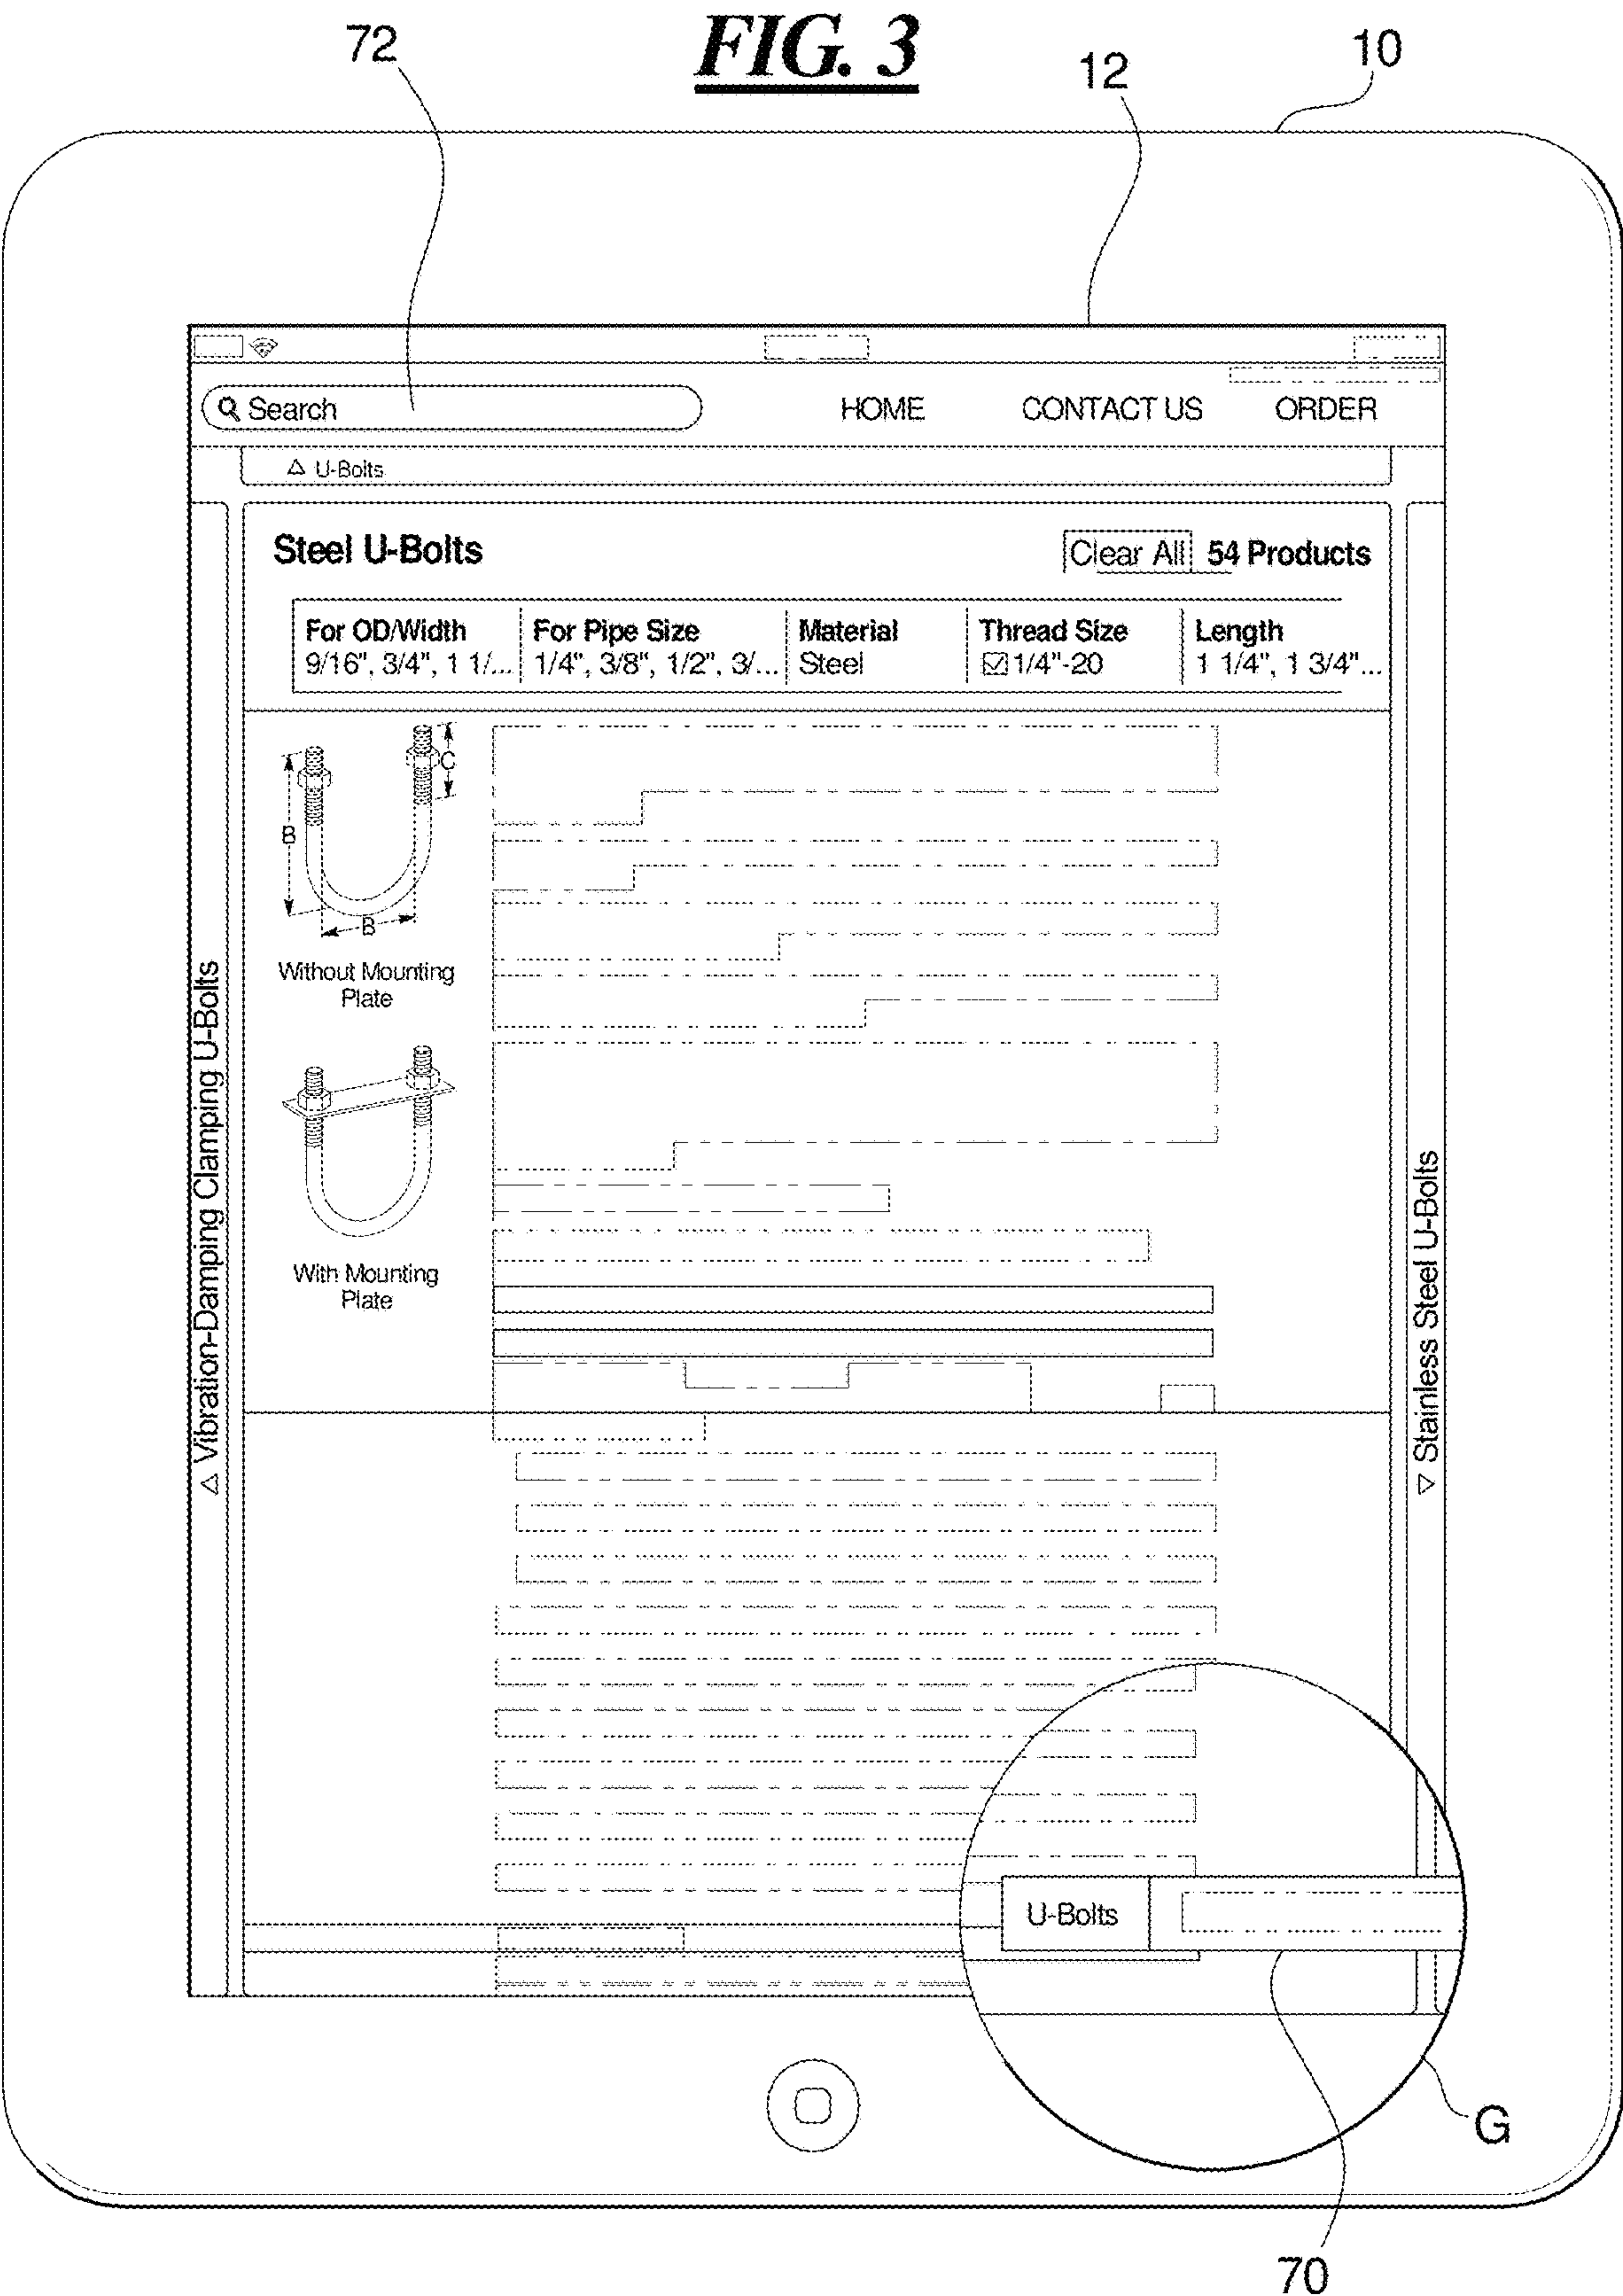 FIG. 3
72
12
10
Search
HOME
CONTACT US
ORDER
△ U-Bolts
Steel U-Bolts
Clear All
54 Products
For OD/Width
For Pipe Size
Material
Thread Size
Length
9/16", 3/4", 1 1/...
1/4", 3/8", 1/2", 3/...
Steel
☑1/4"-20
1 1/4", 1 3/4"...
C
B
B
Without Mounting
Plate
With Mounting
Plate
△ Vibration-Damping Clamping U-Bolts
▽ Stainless Steel U-Bolts
U-Bolts
G
70